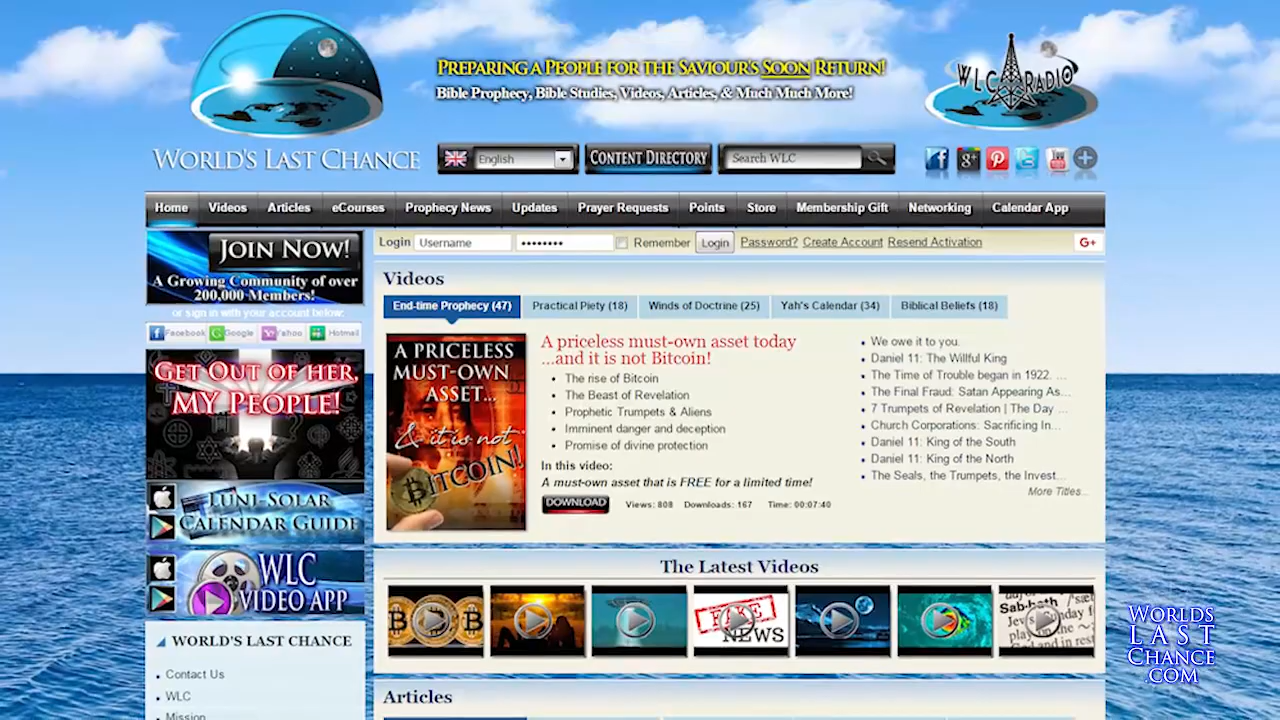 PREPARING A PEOPLE FOR THE SAVIOUR'S SOON RETURN!
Bible Prophecy, Bible Studies, Videos, Articles, & Much Much More!
WLC RADIO
WORLD'S LAST CHANCE
English
CONTENT DIRECTORY
Search WLC
Home Videos Articles eCourses Prophecy News Updates Prayer Requests Points Store Membership Gift Networking Calendar App
JOIN NOW!
A Growing Community of over
200,000 Members!
or sign in with your account below:
Facebook Google Yahoo Hotmail
GET OUT OF HER,
MY PEOPLE!
LUNI-SOLAR
CALENDAR GUIDE
WLC
VIDEO APP
WORLD'S LAST CHANCE
Contact Us
WLC
Mission
Login Username •••••••• Remember Login Password? Create Account Resend Activation G+
Videos
End-time Prophecy (47) Practical Piety (18) Winds of Doctrine (25) Yah's Calendar (34) Biblical Beliefs (18)
A PRICELESS
MUST-OWN
ASSET...
& it is not
BITCOIN!
A priceless must-own asset today
...and it is not Bitcoin!
The rise of Bitcoin
The Beast of Revelation
Prophetic Trumpets & Aliens
Imminent danger and deception
Promise of divine protection
In this video:
A must-own asset that is FREE for a limited time!
DOWNLOAD Views: 808 Downloads: 167 Time: 00:07:40
We owe it to you.
Daniel 11: The Willful King
The Time of Trouble began in 1922. ...
The Final Fraud: Satan Appearing As...
7 Trumpets of Revelation | The Day ...
Church Corporations: Sacrificing In...
Daniel 11: King of the South
Daniel 11: King of the North
The Seals, the Trumpets, the Invest...
More Titles...
The Latest Videos
FAKE
NEWS
Sabbath
Articles
WORLDS
LAST
CHANCE
.COM